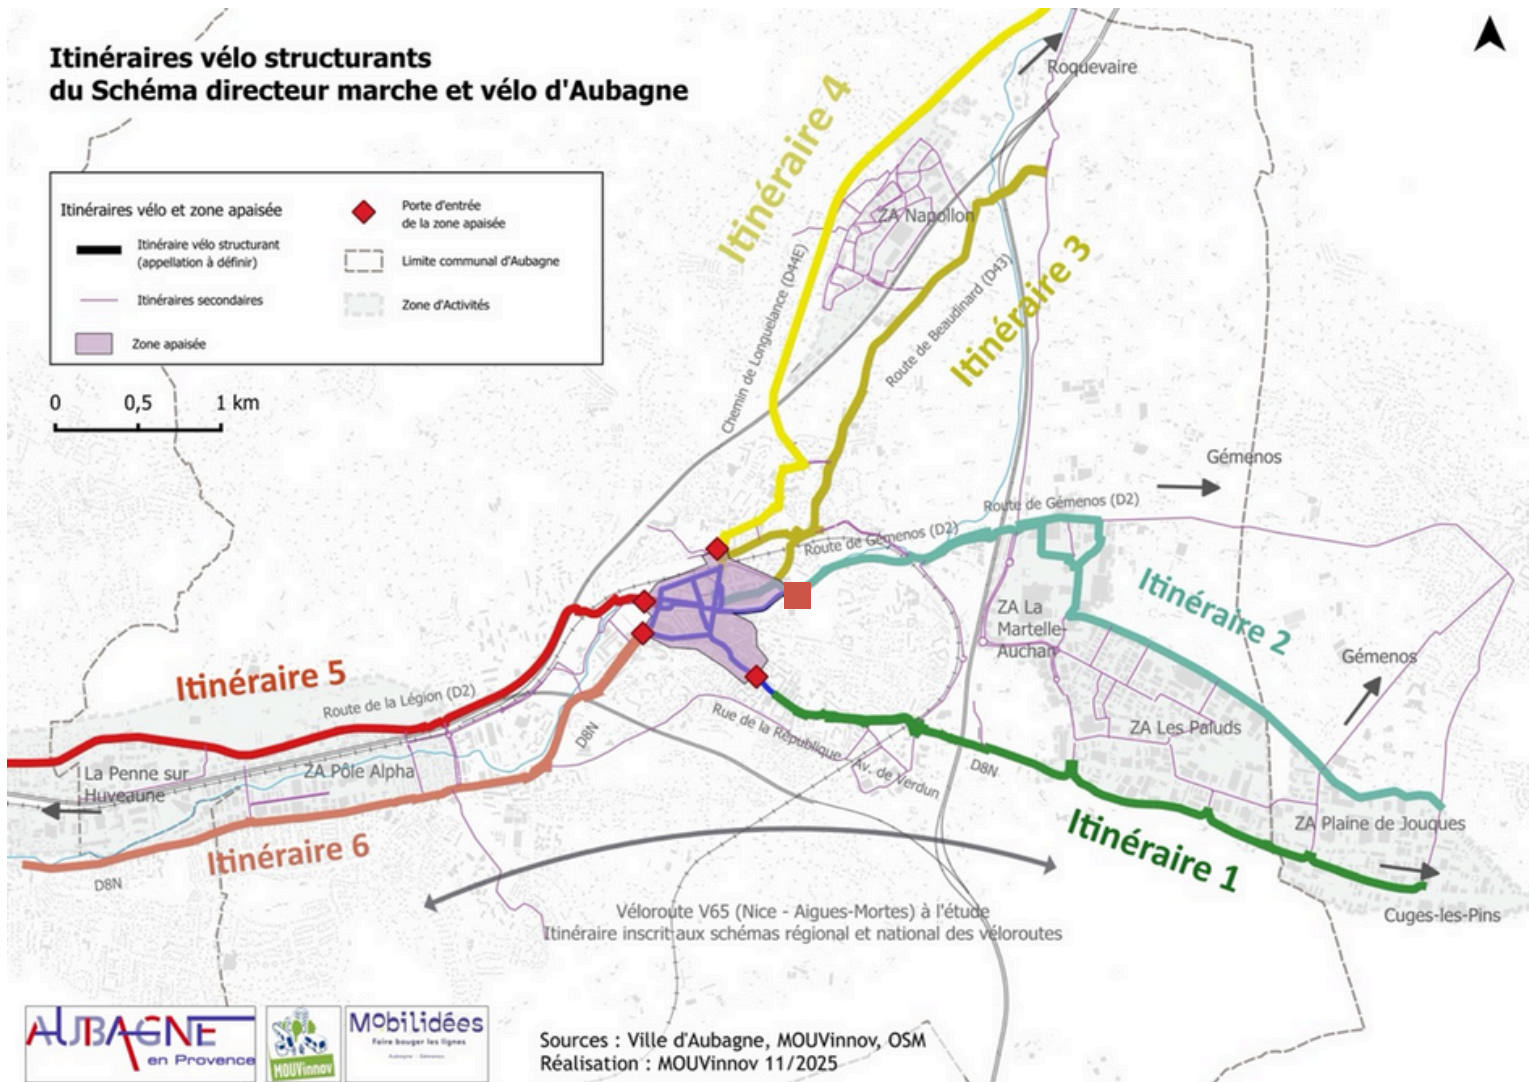 Itinéraires vélo structurants
du Schéma directeur marche et vélo d'Aubagne
Itinéraires vélo et zone apaisée
Itinéraire vélo structurant
(appellation à définir)
Itinéraires secondaires
Zone apaisée
Porte d'entrée
de la zone apaisée
Limite communal d'Aubagne
Zone d'Activités
0 0,5 1 km
Roquevaire
Itinéraire 4
ZA Napollon
Chemin de Longuelance (D44E)
Route de Beaudinard (D43)
Itinéraire 3
Gémenos
Route de Gémenos (D2)
Route de Gémenos (D2)
Itinéraire 2
ZA La
Martelle-
Auchan
Gémenos
Itinéraire 5
Route de la Légion (D2)
D8N
Rue de la République
Av. de Verdun
D8N
ZA Les Paluds
La Penne sur
Huveaune
ZA Pôle Alpha
Itinéraire 6
D8N
Itinéraire 1
ZA Plaine de Jouques
Cuges-les-Pins
Véloroute V65 (Nice - Aigues-Mortes) à l'étude
Itinéraire inscrit aux schémas régional et national des véloroutes
AUBAGNE
en Provence
MOUVinnov
Mobilidées
Faire bouger les lignes
Aubagne - Gémenos
Sources : Ville d'Aubagne, MOUVinnov, OSM
Réalisation : MOUVinnov 11/2025